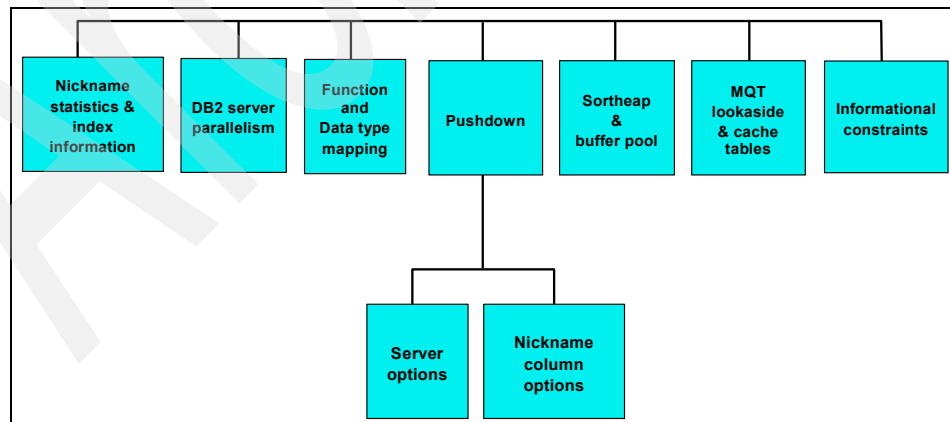 Nickname
statistics &
index
information
DB2 server
parallelism
Function
and
Data type
mapping
Pushdown
Sortheap
&
buffer pool
MQT
lookaside
& cache
tables
Informational
constraints
Server
options
Nickname
column
options